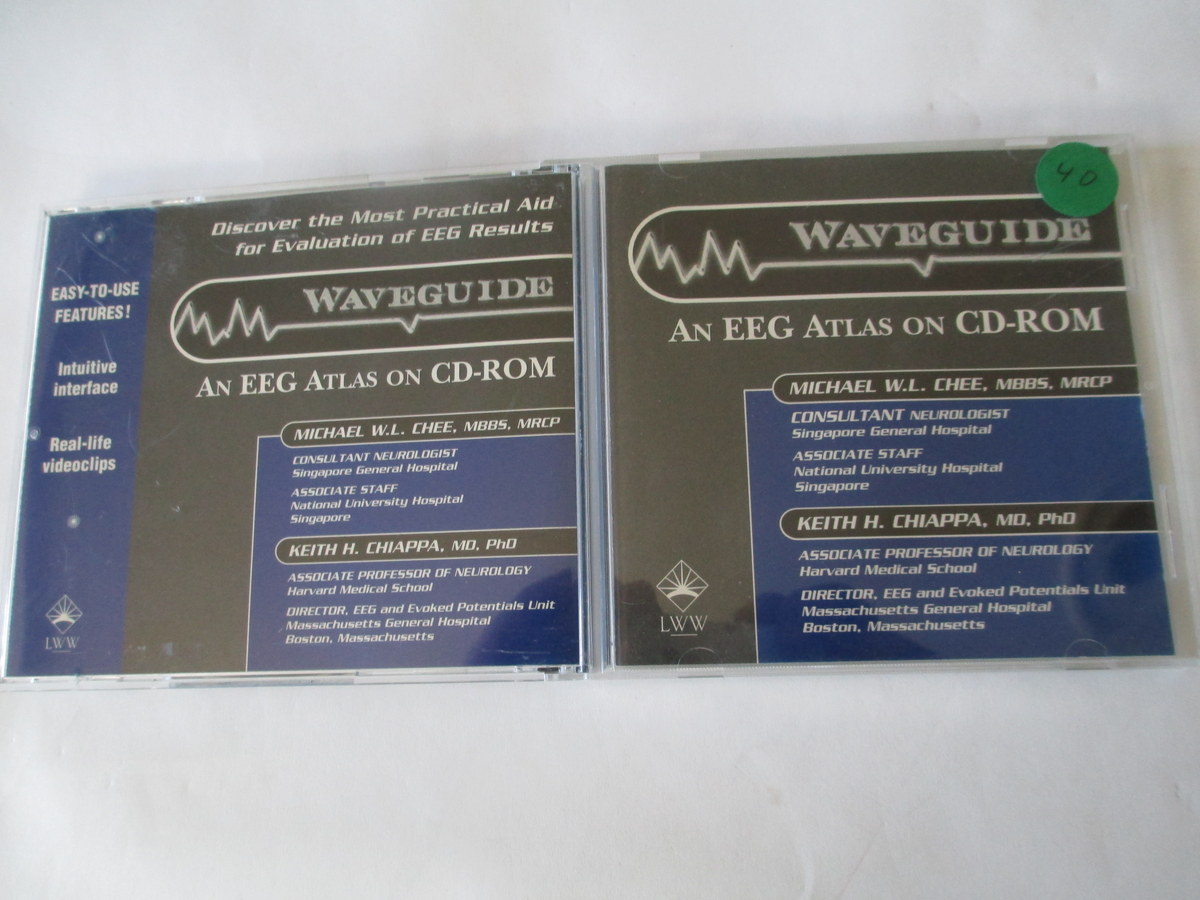 EASY-TO-USE
FEATURES!
Intuitive
interface
Real-life
videoclips
LWW
Discover the Most Practical Aid
for Evaluation of EEG Results
WAVEGUIDE
AN EEG ATLAS ON CD-ROM
MICHAEL W.L. CHEE, MBBS, MRCP
CONSULTANT NEUROLOGIST
Singapore General Hospital
ASSOCIATE STAFF
National University Hospital
Singapore
KEITH H. CHIAPPA, MD, PhD
ASSOCIATE PROFESSOR OF NEUROLOGY
Harvard Medical School
DIRECTOR, EEG and Evoked Potentials Unit
Massachusetts General Hospital
Boston, Massachusetts
40
WAVEGUIDE
AN EEG ATLAS ON CD-ROM
MICHAEL W.L. CHEE, MBBS, MRCP
CONSULTANT NEUROLOGIST
Singapore General Hospital
ASSOCIATE STAFF
National University Hospital
Singapore
KEITH H. CHIAPPA, MD, PhD
ASSOCIATE PROFESSOR OF NEUROLOGY
Harvard Medical School
DIRECTOR, EEG and Evoked Potentials Unit
Massachusetts General Hospital
Boston, Massachusetts
LWW